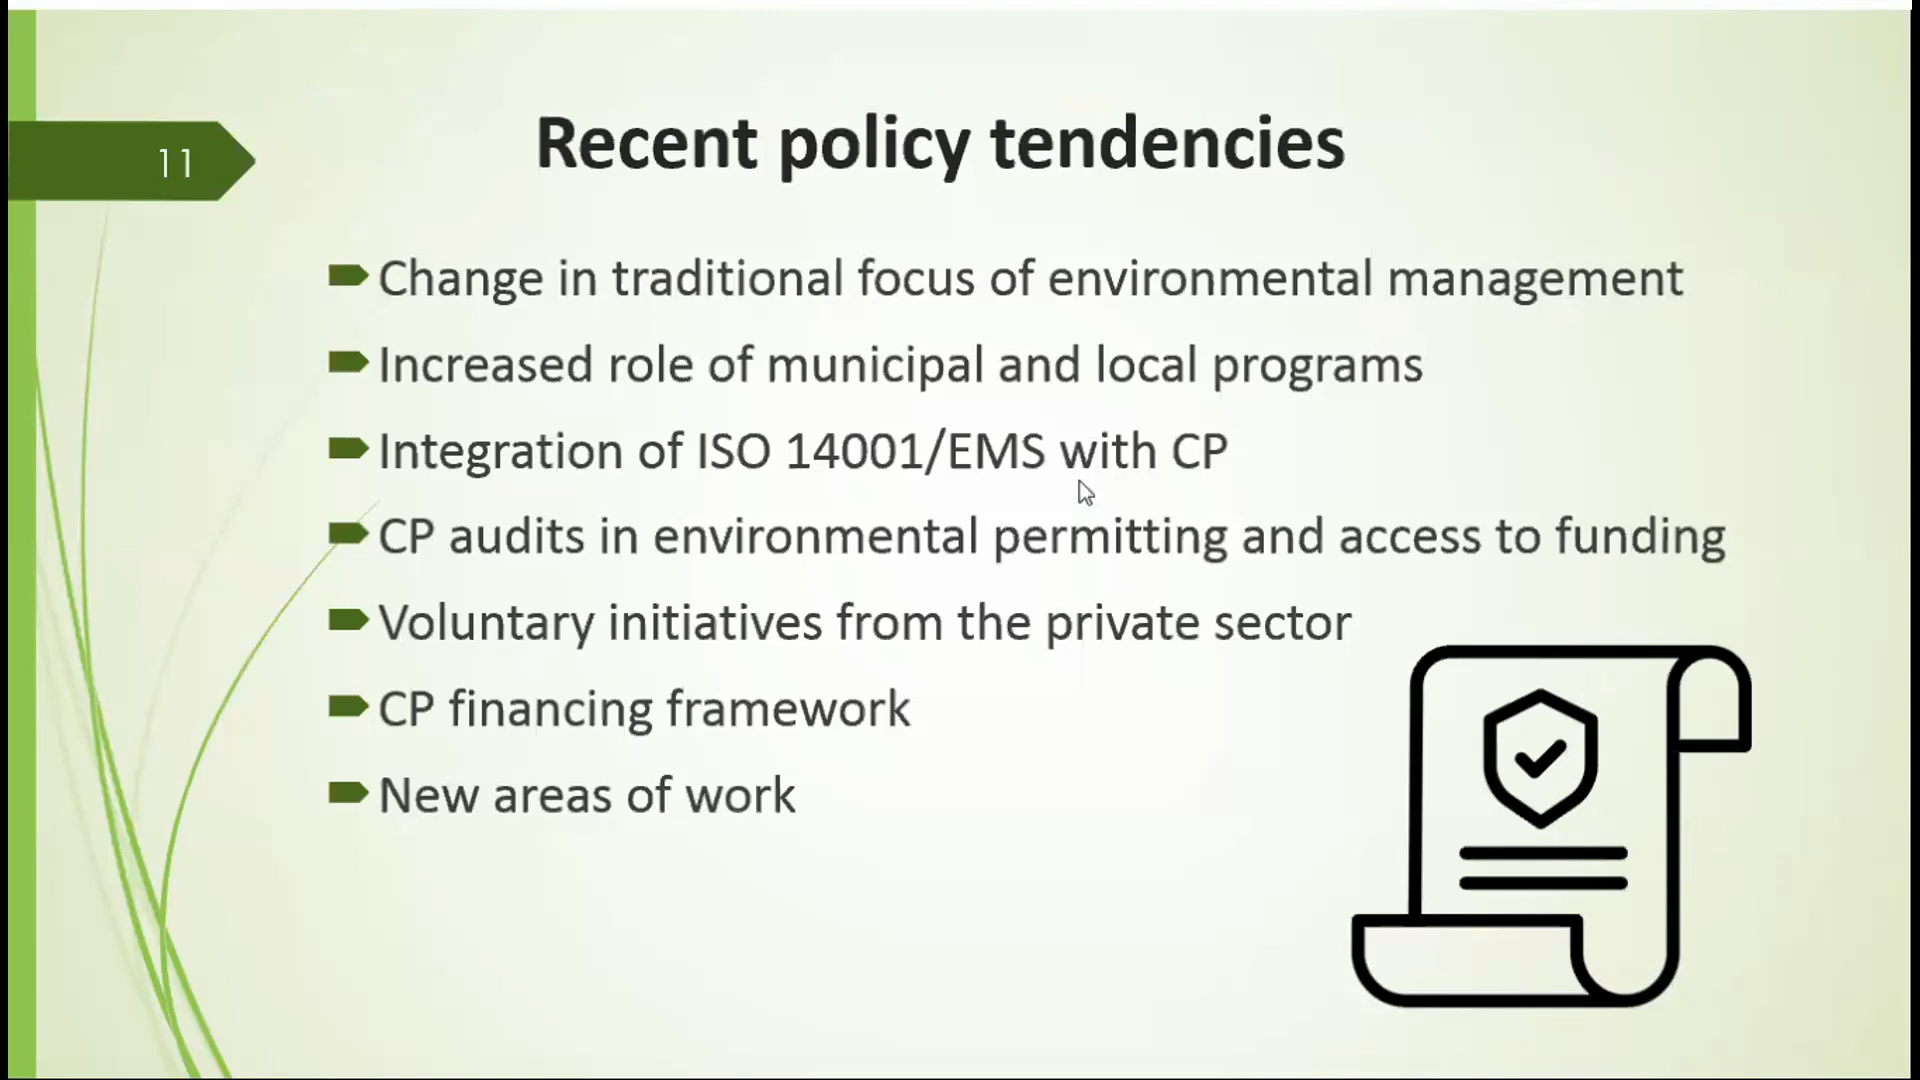 11
Recent policy tendencies
Change in traditional focus of environmental management
Increased role of municipal and local programs
Integration of ISO 14001/EMS with CP
CP audits in environmental permitting and access to funding
Voluntary initiatives from the private sector
CP financing framework
New areas of work